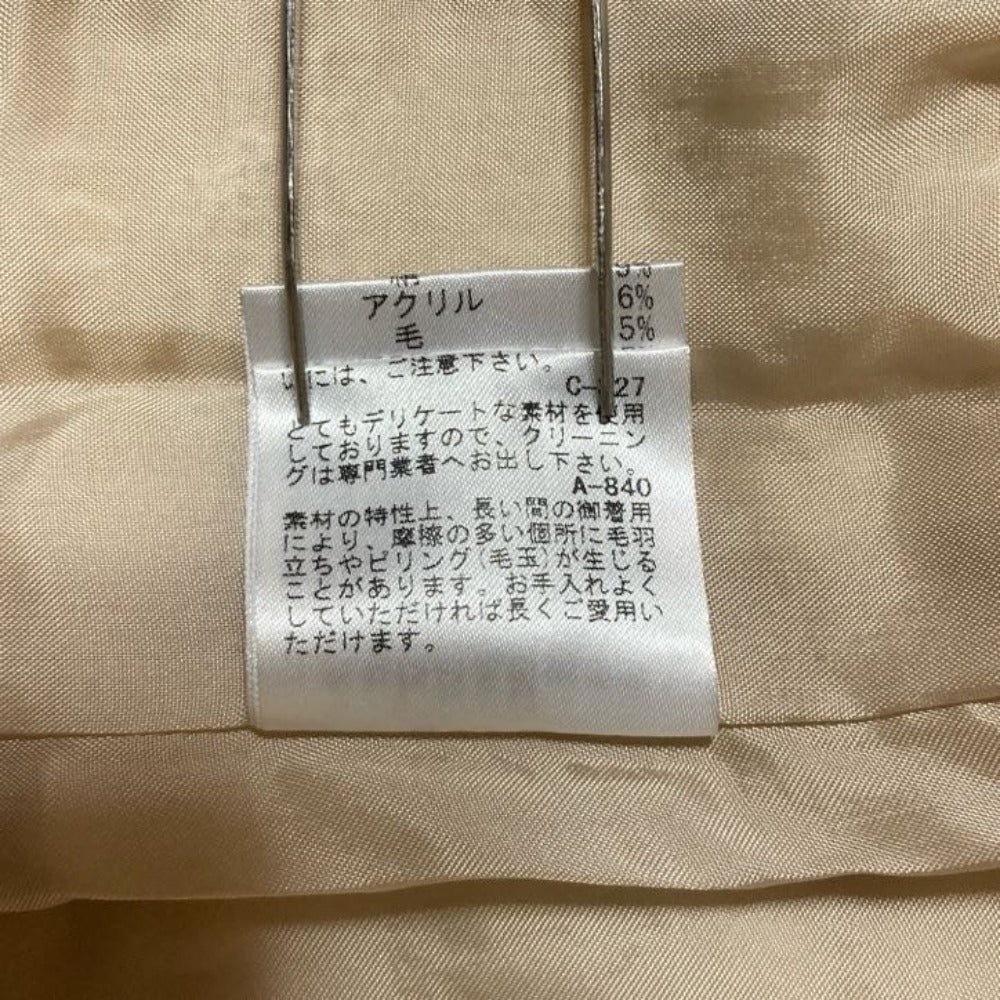 アクリル 6%
毛 5%
には、ご注意下さい。
27
とてもデリケートな素材を使用
しておりますので、クリーニン
グは専門業者へお出し下さい。
A-840
素材の特性上、長い間の御着用
により、摩擦の多い個所に毛羽
立ちやピリング(毛玉)が生じる
ことがあります。お手入れよく
していただければ長くご愛用い
ただけます。